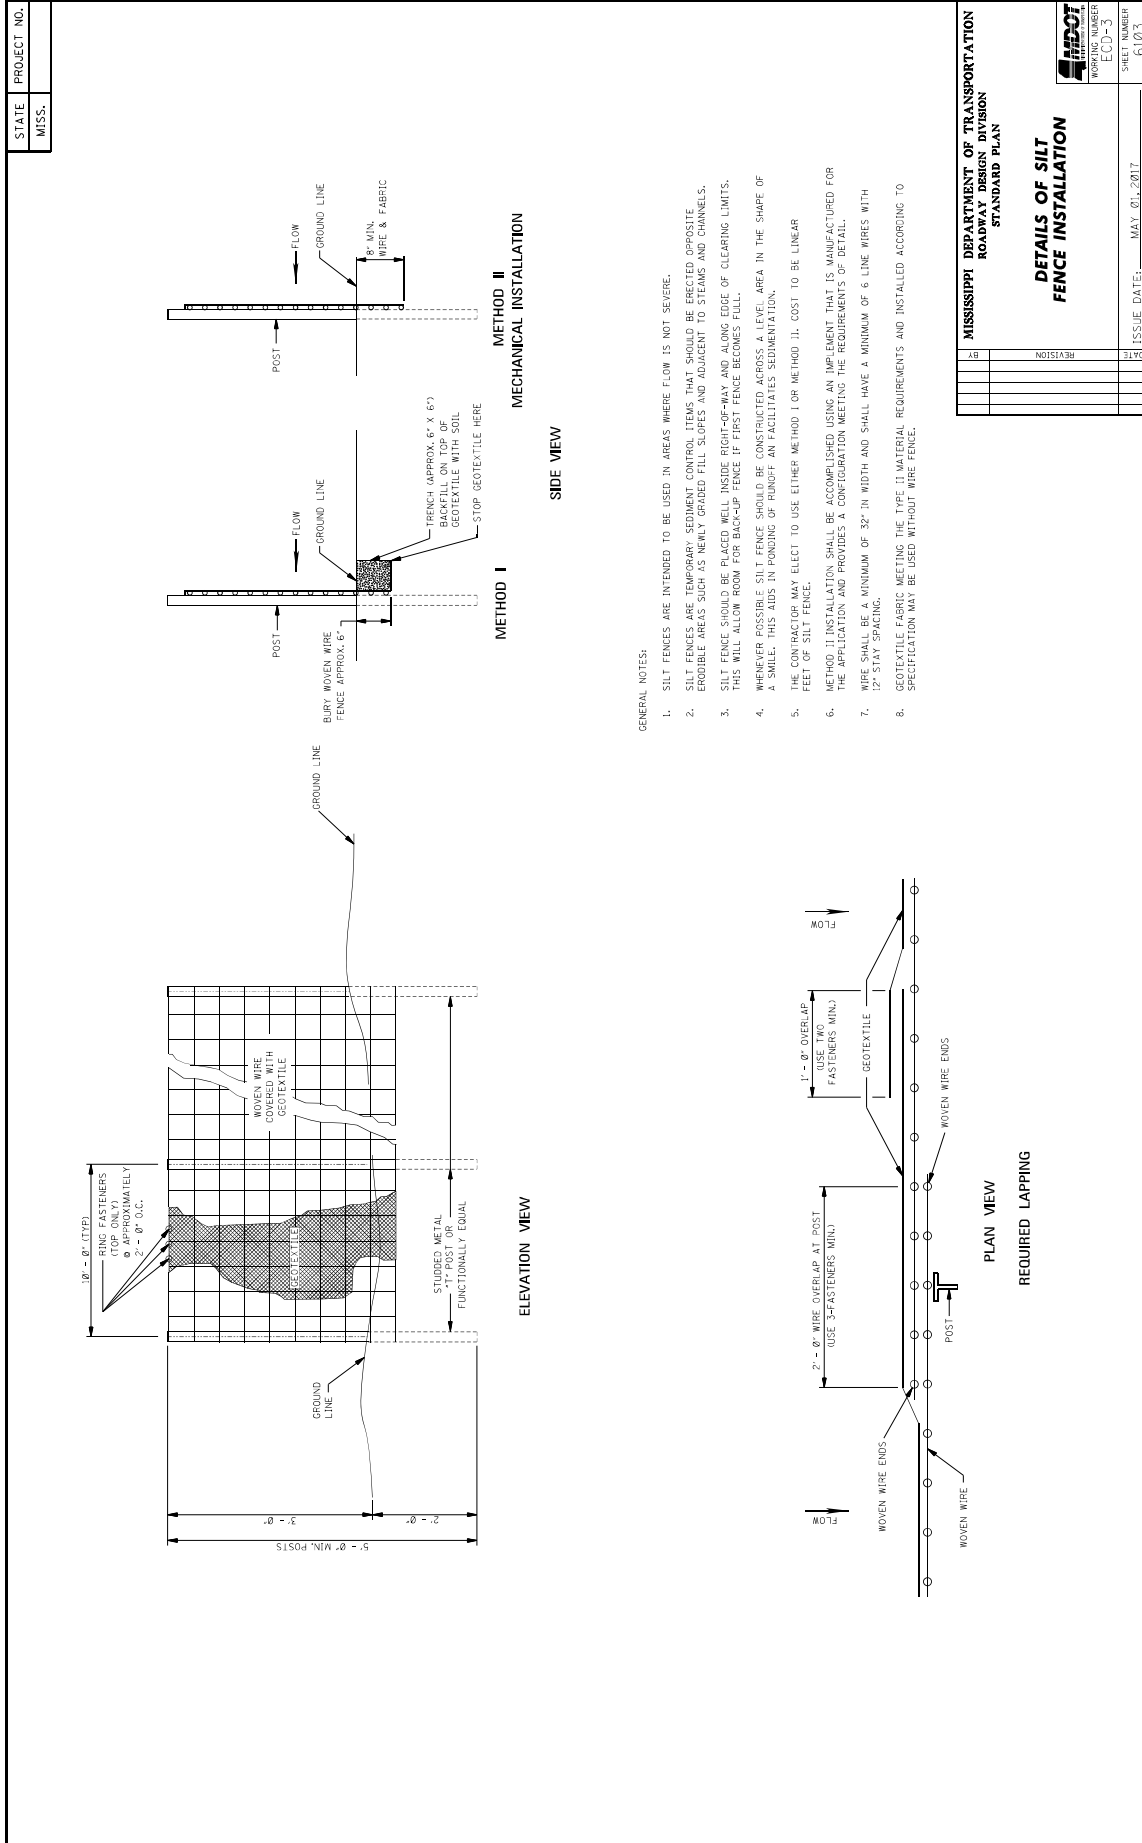 STATE
PROJECT NO.
MISS.
10' - 0" (TYP)
RING FASTENERS
(TOP ONLY)
@ APPROXIMATELY
2' - 0" O.C.
WOVEN WIRE
COVERED WITH
GEOTEXTILE
GEOTEXTILE
GROUND LINE
GROUND
LINE
3' - 0"
2' - 0"
5' - 0" MIN. POSTS
STUDDED METAL
"T" POST OR
FUNCTIONALLY EQUAL
ELEVATION VIEW
POST
FLOW
GROUND LINE
BURY WOVEN WIRE
FENCE APPROX. 6"
TRENCH (APPROX. 6" X 6")
BACKFILL ON TOP OF
GEOTEXTILE WITH SOIL
STOP GEOTEXTILE HERE
METHOD I
POST
FLOW
GROUND LINE
8" MIN.
WIRE & FABRIC
METHOD II
MECHANICAL INSTALLATION
SIDE VIEW
FLOW
WOVEN WIRE ENDS
WOVEN WIRE
2' - 0" WIRE OVERLAP AT POST
(USE 3-FASTENERS MIN.)
POST
1' - 0" OVERLAP
(USE TWO
FASTENERS MIN.)
GEOTEXTILE
WOVEN WIRE ENDS
FLOW
PLAN VIEW
REQUIRED LAPPING
GENERAL NOTES:
1. SILT FENCES ARE INTENDED TO BE USED IN AREAS WHERE FLOW IS NOT SEVERE.
2. SILT FENCES ARE TEMPORARY SEDIMENT CONTROL ITEMS THAT SHOULD BE ERECTED OPPOSITE
ERODIBLE AREAS SUCH AS NEWLY GRADED FILL SLOPES AND ADJACENT TO STEAMS AND CHANNELS.
3. SILT FENCE SHOULD BE PLACED WELL INSIDE RIGHT-OF-WAY AND ALONG EDGE OF CLEARING LIMITS.
THIS WILL ALLOW ROOM FOR BACK-UP FENCE IF FIRST FENCE BECOMES FULL.
4. WHENEVER POSSIBLE SILT FENCE SHOULD BE CONSTRUCTED ACROSS A LEVEL AREA IN THE SHAPE OF
A SMILE. THIS AIDS IN PONDING OF RUNOFF AN FACILITATES SEDIMENTATION.
5. THE CONTRACTOR MAY ELECT TO USE EITHER METHOD I OR METHOD II. COST TO BE LINEAR
FEET OF SILT FENCE.
6. METHOD II INSTALLATION SHALL BE ACCOMPLISHED USING AN IMPLEMENT THAT IS MANUFACTURED FOR
THE APPLICATION AND PROVIDES A CONFIGURATION MEETING THE REQUIREMENTS OF DETAIL.
7. WIRE SHALL BE A MINIMUM OF 32" IN WIDTH AND SHALL HAVE A MINIMUM OF 6 LINE WIRES WITH
12" STAY SPACING.
8. GEOTEXTILE FABRIC MEETING THE TYPE II MATERIAL REQUIREMENTS AND INSTALLED ACCORDING TO
SPECIFICATION MAY BE USED WITHOUT WIRE FENCE.
BY
REVISION
DATE
MISSISSIPPI DEPARTMENT OF TRANSPORTATION
ROADWAY DESIGN DIVISION
STANDARD PLAN
DETAILS OF SILT
FENCE INSTALLATION
MDOT
WORKING NUMBER
ECD-3
SHEET NUMBER
6103
ISSUE DATE: MAY 01, 2017